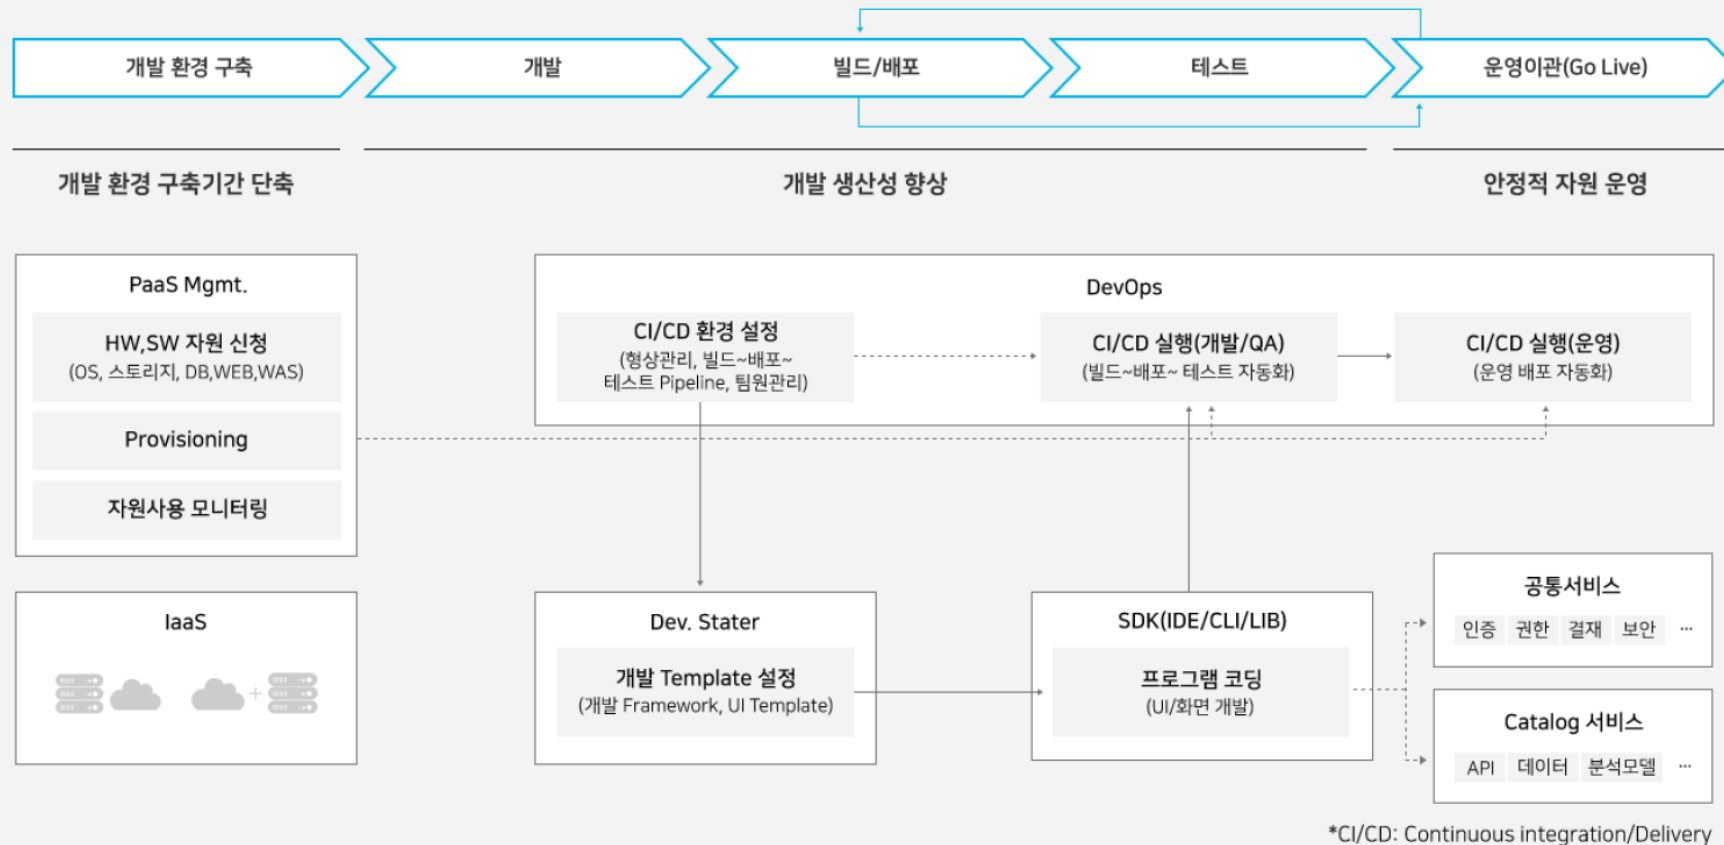 개발 환경 구축
개발
빌드/배포
테스트
운영이관(Go Live)
개발 환경 구축기간 단축
개발 생산성 향상
안정적 자원 운영
PaaS Mgmt.
HW,SW 자원 신청
(OS, 스토리지, DB,WEB,WAS)
Provisioning
자원사용 모니터링
IaaS
DevOps
CI/CD 환경 설정
(형상관리, 빌드~배포~
테스트 Pipeline, 팀원관리)
CI/CD 실행(개발/QA)
(빌드~배포~ 테스트 자동화)
CI/CD 실행(운영)
(운영 배포 자동화)
Dev. Stater
개발 Template 설정
(개발 Framework, UI Template)
SDK(IDE/CLI/LIB)
프로그램 코딩
(UI/화면 개발)
공통서비스
인증 권한 결재 보안 ...
Catalog 서비스
API 데이터 분석모델 ...
*CI/CD: Continuous integration/Delivery